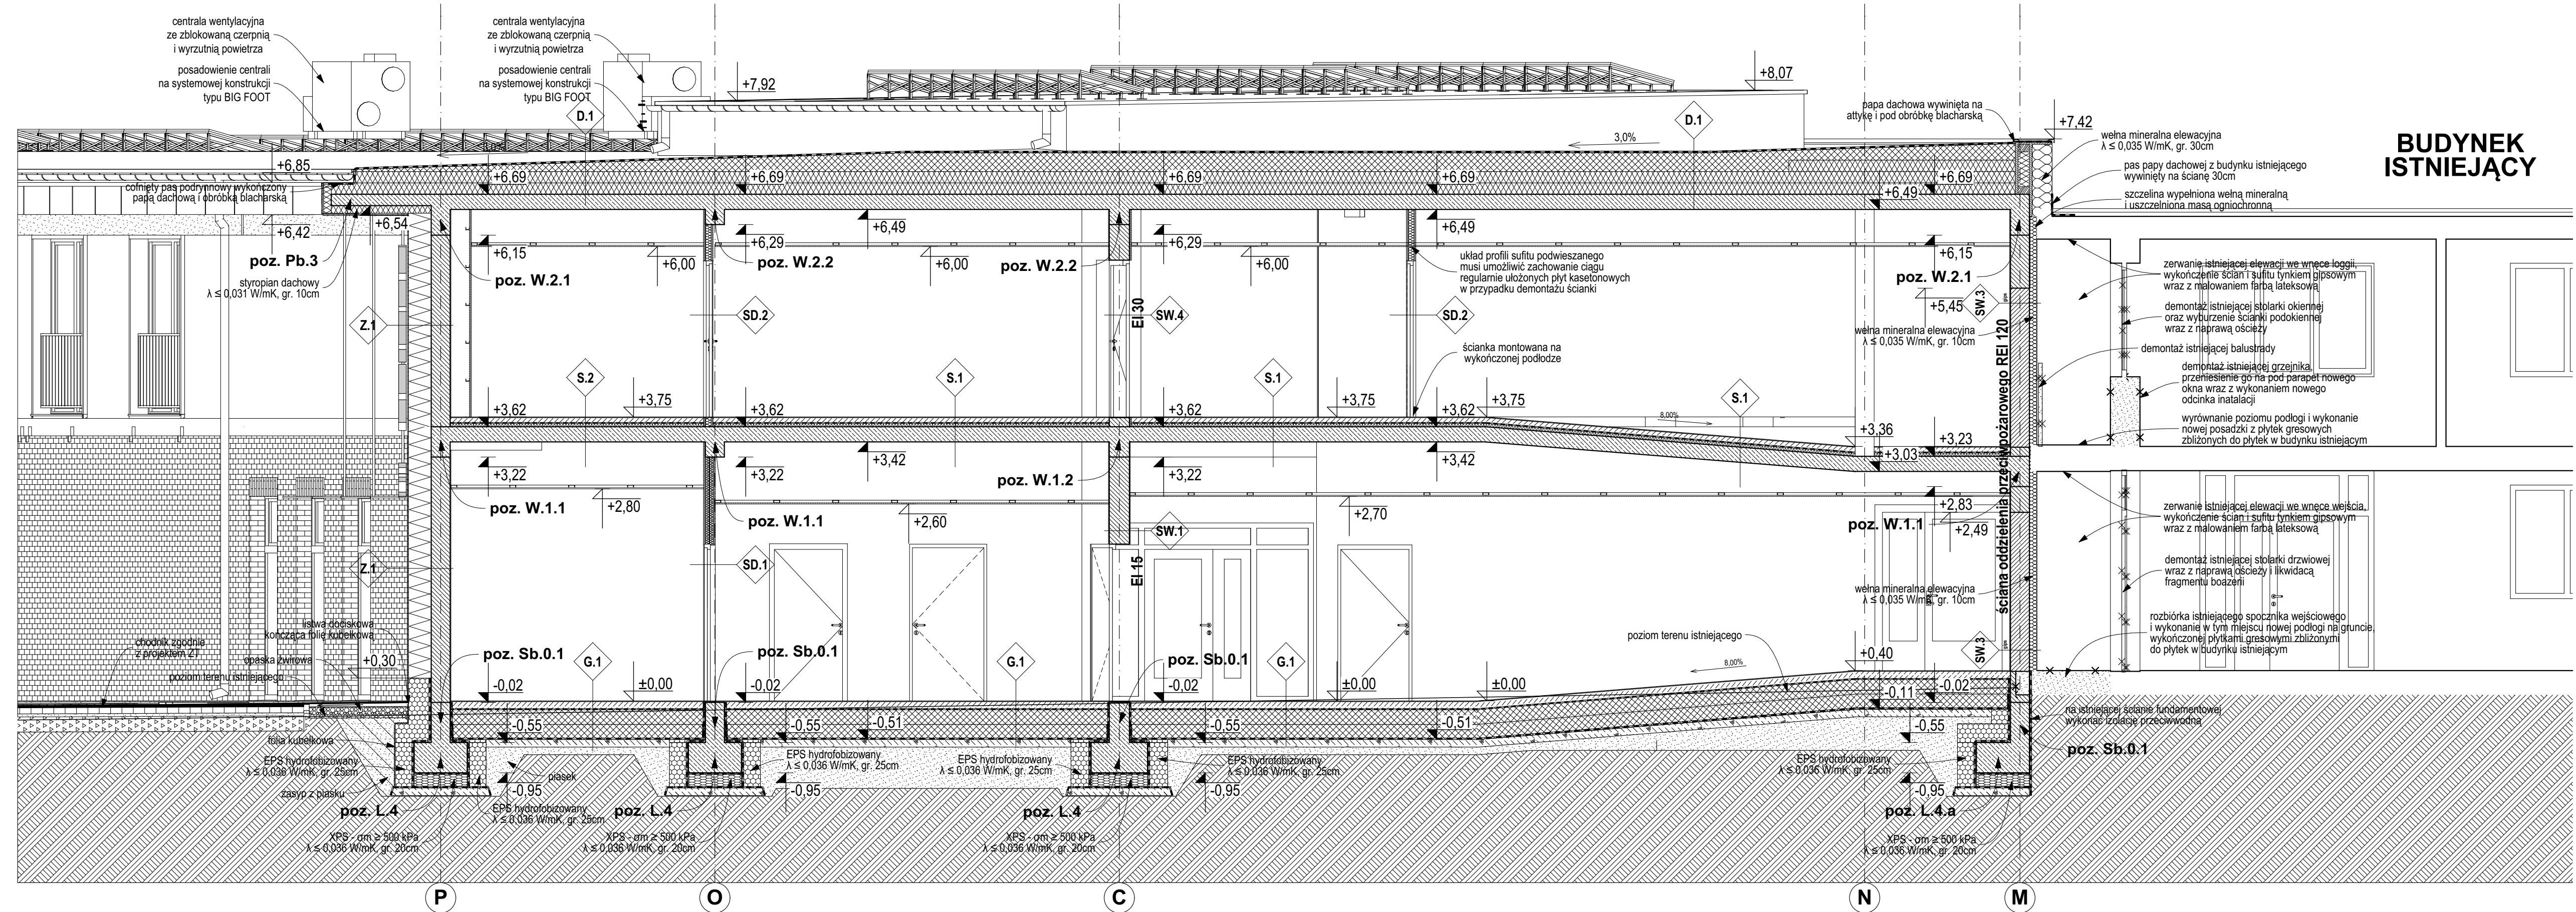 centrala wentylacyjna
ze zblokowaną czerpnią
i wyrzutnią powietrza
posadowienie centrali
na systemowej konstrukcji
typu BIG FOOT
centrala wentylacyjna
ze zblokowaną czerpnią
i wyrzutnią powietrza
posadowienie centrali
na systemowej konstrukcji
typu BIG FOOT
D.1
+7,92
+8,07
D.1
3,0%
3,0%
papa dachowa wywinięta na
attykę i pod obróbkę blacharską
+7,42
wełna mineralna elewacyjna
λ ≤ 0,035 W/mK, gr. 30cm
pas papy dachowej z budynku istniejącego
wywinięty na ścianę 30cm
szczelina wypełniona wełną mineralną
i uszczelniona masą ogniochronną
BUDYNEK
ISTNIEJĄCY
+6,85
cofnięty pas podrynnowy wykończony
papą dachową i obróbką blacharską
+6,42
+6,54
poz. Pb.3
styropian dachowy
λ ≤ 0,031 W/mK, gr. 10cm
+6,69
+6,69
+6,69
+6,69
+6,49
+6,69
+6,15
+6,29
+6,49
+6,29
+6,49
+6,15
+6,00
+6,00
+6,00
poz. W.2.1
poz. W.2.2
poz. W.2.2
poz. W.2.1
układ profili sufitu podwieszanego
musi umożliwić zachowanie ciągu
regularnie ułożonych płyt kasetonowych
w przypadku demontażu ścianki
+5,45
SW.3
Z.1
SD.2
EI 30
SW.4
SD.2
wełna mineralna elewacyjna
λ ≤ 0,035 W/mK, gr. 10cm
ścianka montowana na
wykończonej podłodze
ściana oddzielenia przeciwpożarowego REI 120
zerwanie istniejącej elewacji we wnęce loggii,
wykończenie ścian i sufitu tynkiem gipsowym
wraz z malowaniem farbą lateksową
demontaż istniejącej stolarki okiennej
oraz wyburzenie ścianki podokiennej
wraz z naprawą ościeży
demontaż istniejącej balustrady
demontaż istniejącej grzejnika,
przeniesienie go na pod parapet nowego
okna wraz z wykonaniem nowego
odcinka inatalacji
wyrównanie poziomu podłogi i wykonanie
nowej posadzki z płytek gresowych
zbliżonych do płytek w budynku istniejącym
S.2
S.1
S.1
S.1
+3,62
+3,75
+3,62
+3,62
+3,75
+3,62
+3,75
8,00%
+3,36
+3,23
+3,03
+3,22
+3,22
+3,42
+3,22
+3,42
+2,80
+2,60
+2,70
+2,83
+2,49
poz. W.1.1
poz. W.1.1
poz. W.1.2
poz. W.1.1
SW.1
EI 15
Z.1
SD.1
wełna mineralna elewacyjna
λ ≤ 0,035 W/mK, gr. 10cm
zerwanie istniejącej elewacji we wnęce wejścia,
wykończenie ścian i sufitu tynkiem gipsowym
wraz z malowaniem farbą lateksową
demontaż istniejącej stolarki drzwiowej
wraz z naprawą ościeży i likwidacą
fragmentu boazerii
rozbiórka istniejącego spocznika wejściowego
i wykonanie w tym miejscu nowej podłogi na gruncie,
wykończonej płytkami gresowymi zbliżonymi
do płytek w budynku istniejącym
listwa dociskowa
kończąca folię kubełkową
chodnik zgodnie
z projektem ZT
opaska żwirowa
poziom terenu istniejącego
+0,30
poz. Sb.0.1
poz. Sb.0.1
poz. Sb.0.1
G.1
G.1
G.1
poziom terenu istniejącego
8,00%
+0,40
SW.3
-0,02
±0,00
-0,02
-0,02
±0,00
±0,00
-0,11
-0,02
-0,55
-0,55
-0,51
-0,55
-0,51
-0,55
na istniejącej ścianie fundamentowej
wykonać izolację przeciwwodną
poz. Sb.0.1
folia kubełkowa
EPS hydrofobizowany
λ ≤ 0,036 W/mK, gr. 25cm
zasyp z piasku
piasek
-0,95
EPS hydrofobizowany
λ ≤ 0,036 W/mK, gr. 25cm
EPS hydrofobizowany
λ ≤ 0,036 W/mK, gr. 25cm
-0,95
EPS hydrofobizowany
λ ≤ 0,036 W/mK, gr. 25cm
EPS hydrofobizowany
λ ≤ 0,036 W/mK, gr. 25cm
-0,95
EPS hydrofobizowany
λ ≤ 0,036 W/mK, gr. 25cm
-0,95
poz. L.4
poz. L.4
poz. L.4
poz. L.4.a
XPS - σm ≥ 500 kPa
λ ≤ 0,036 W/mK, gr. 20cm
XPS - σm ≥ 500 kPa
λ ≤ 0,036 W/mK, gr. 20cm
XPS - σm ≥ 500 kPa
λ ≤ 0,036 W/mK, gr. 20cm
XPS - σm ≥ 500 kPa
λ ≤ 0,036 W/mK, gr. 20cm
P
O
C
N
M